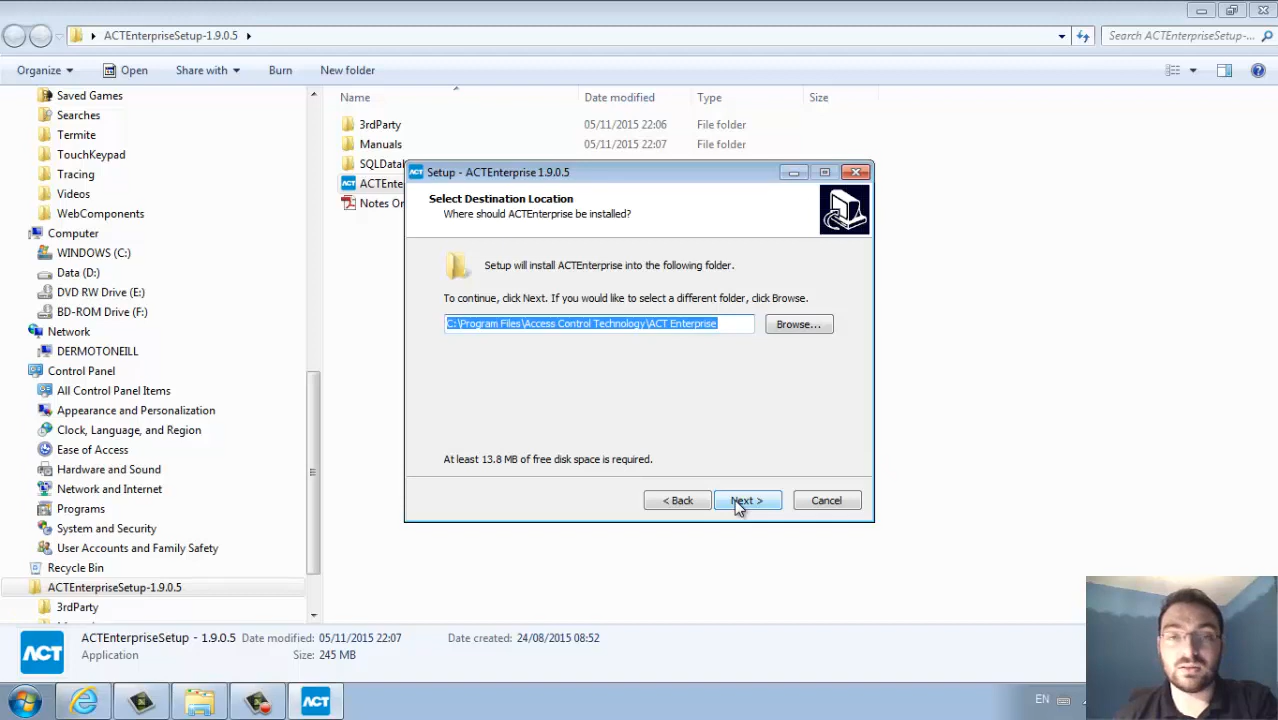 ACTEnterpriseSetup-1.9.0.5
Search ACTEnterpriseSetup-...
Organize
Open
Share with
Burn
New folder
Saved Games
Searches
Termite
TouchKeypad
Tracing
Videos
WebComponents
Computer
WINDOWS (C:)
Data (D:)
DVD RW Drive (E:)
BD-ROM Drive (F:)
Network
DERMOTONEILL
Control Panel
All Control Panel Items
Appearance and Personalization
Clock, Language, and Region
Ease of Access
Hardware and Sound
Network and Internet
Programs
System and Security
User Accounts and Family Safety
Recycle Bin
ACTEnterpriseSetup-1.9.0.5
3rdParty
Name Date modified Type Size
3rdParty 05/11/2015 22:06 File folder
Manuals 05/11/2015 22:07 File folder
SQLDatab
ACT ACTEnte
Notes On
ACT Setup - ACTEnterprise 1.9.0.5
Select Destination Location
Where should ACTEnterprise be installed?
Setup will install ACTEnterprise into the following folder.
To continue, click Next. If you would like to select a different folder, click Browse.
C:\Program Files\Access Control Technology\ACT Enterprise
Browse...
At least 13.8 MB of free disk space is required.
< Back
Next >
Cancel
ACT
ACTEnterpriseSetup - 1.9.0.5 Date modified: 05/11/2015 22:07 Date created: 24/08/2015 08:52
Application Size: 245 MB
ACT
EN